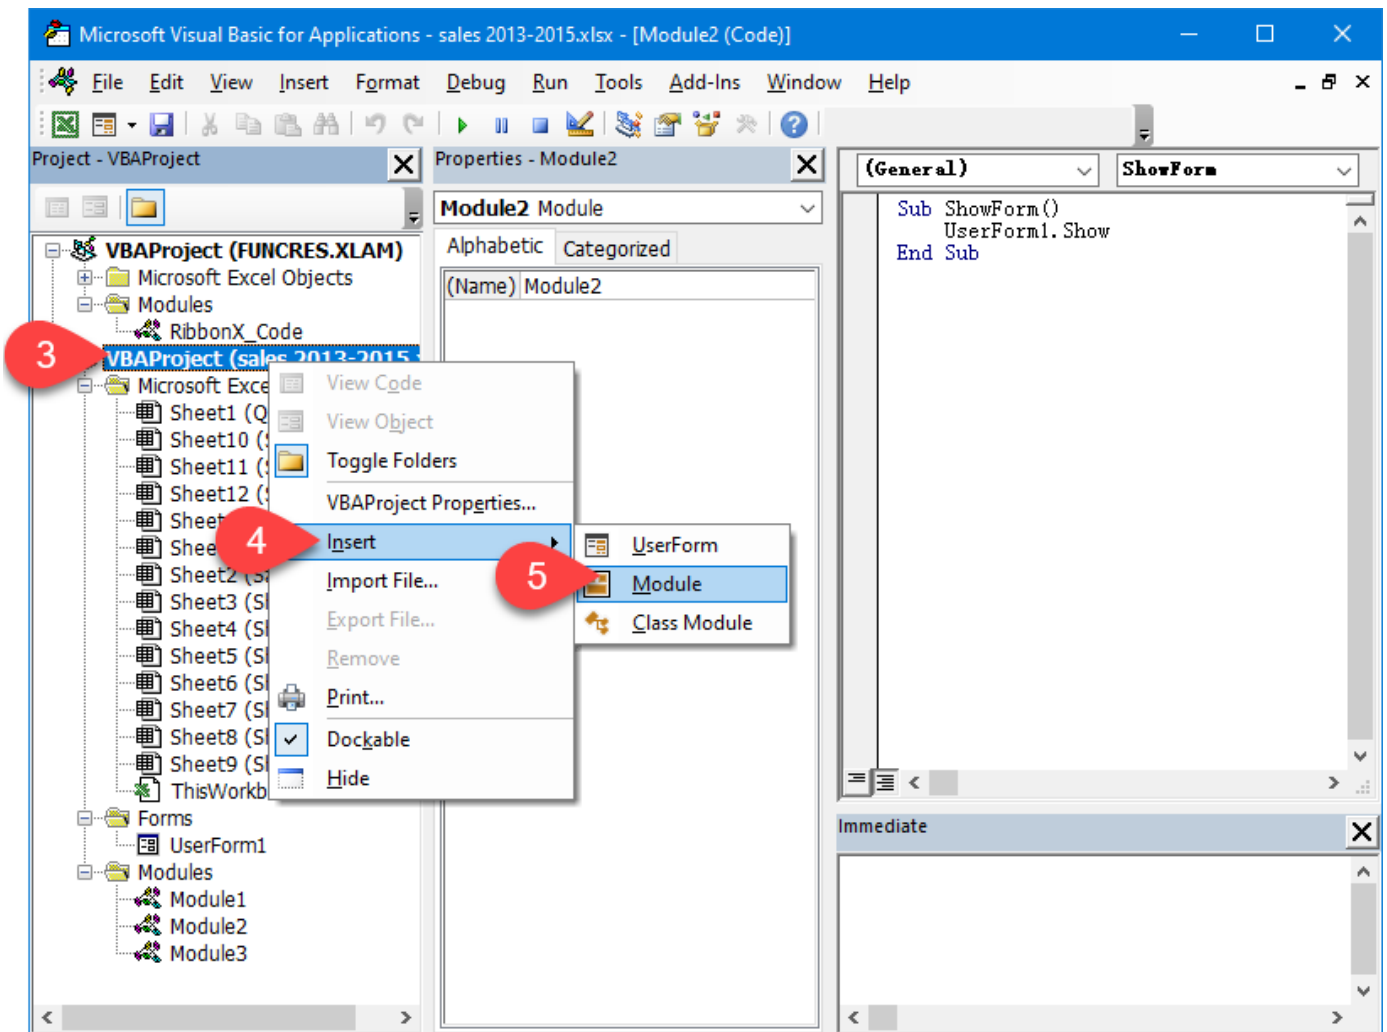 Microsoft Visual Basic for Applications - sales 2013-2015.xlsx - [Module2 (Code)]
File Edit View Insert Format Debug Run Tools Add-Ins Window Help
Project - VBAProject
VBAProject (FUNCRES.XLAM)
Microsoft Excel Objects
Modules
RibbonX_Code
3
VBAProject (sales 2013-2015.
Microsoft Exce
Sheet1 (Q
Sheet10 (
Sheet11 (
Sheet12 (
Sheet
Shee
Sheet2 (
Sheet3 (S
Sheet4 (S
Sheet5 (S
Sheet6 (S
Sheet7 (S
Sheet8 (S
Sheet9 (S
ThisWorkb
Forms
UserForm1
Modules
Module1
Module2
Module3
View Code
View Object
Toggle Folders
VBAProject Properties...
4
Insert
Import File...
Export File...
Remove
Print...
Dockable
Hide
UserForm
5
Module
Class Module
Properties - Module2
Module2 Module
Alphabetic Categorized
(Name) Module2
(General) ShowForm
Sub ShowForm()
UserForm1.Show
End Sub
Immediate